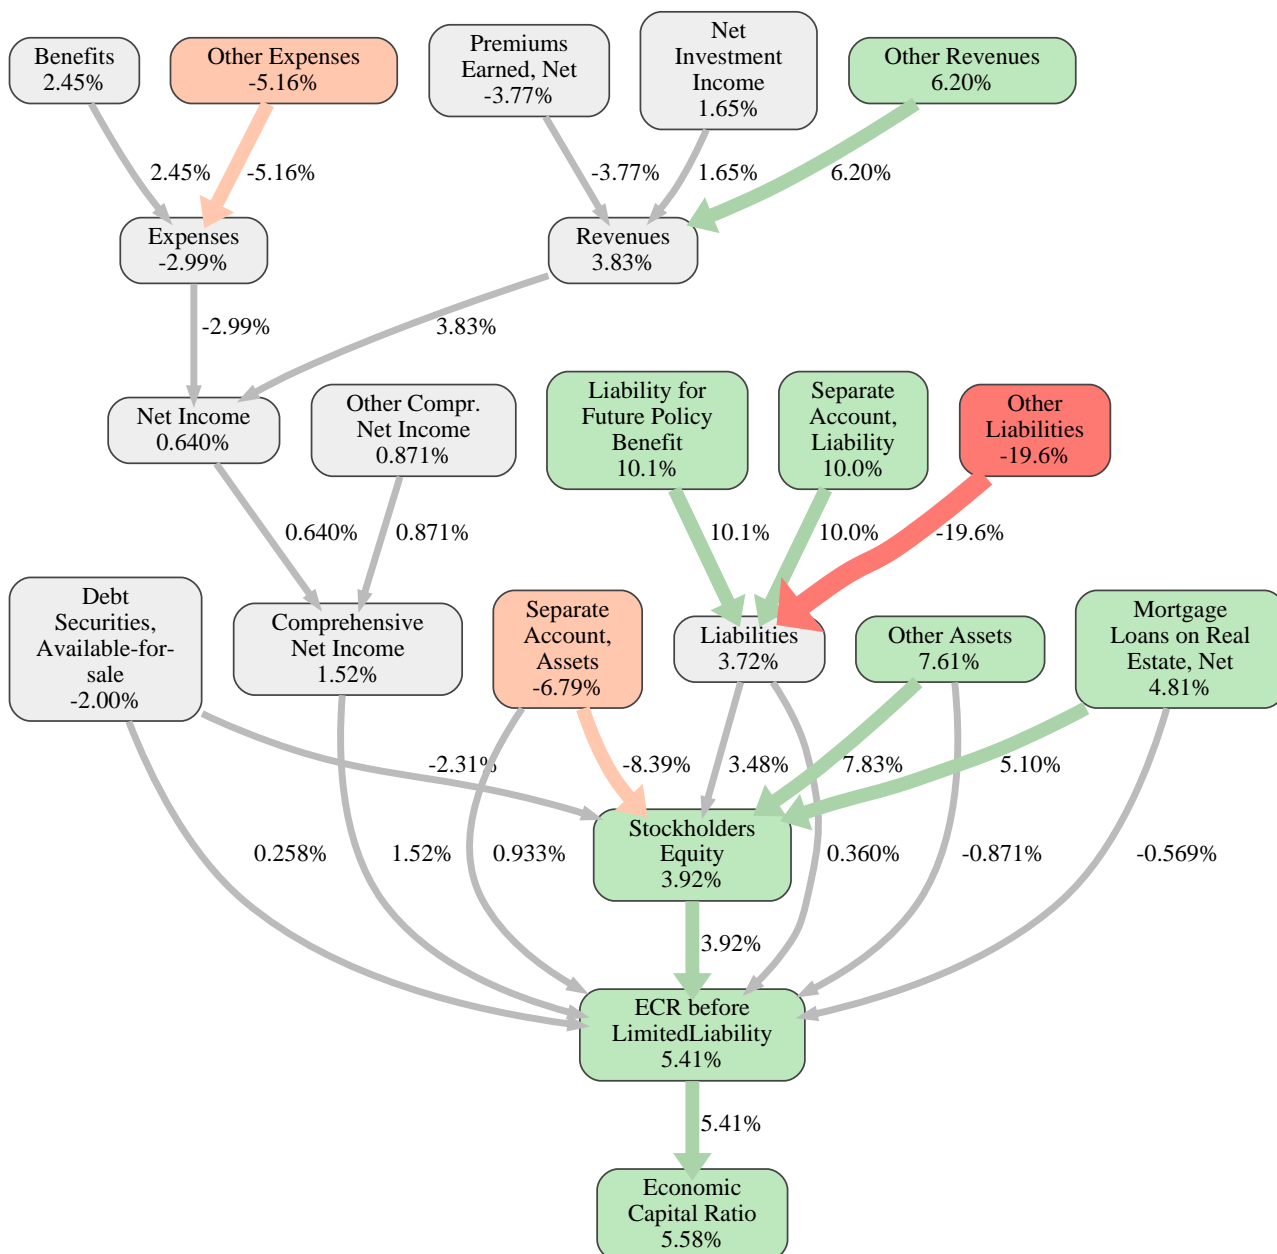 Benefits
2.45%
Other Expenses
-5.16%
Premiums
Earned, Net
-3.77%
Net
Investment
Income
1.65%
Other Revenues
6.20%
2.45%
-5.16%
-3.77%
1.65%
6.20%
Expenses
-2.99%
Revenues
3.83%
-2.99%
3.83%
Net Income
0.640%
Other Compr.
Net Income
0.871%
Liability for
Future Policy
Benefit
10.1%
Separate
Account,
Liability
10.0%
Other
Liabilities
-19.6%
0.640%
0.871%
10.1%
10.0%
-19.6%
Debt
Securities,
Available-for-
sale
-2.00%
Comprehensive
Net Income
1.52%
Separate
Account,
Assets
-6.79%
Liabilities
3.72%
Other Assets
7.61%
Mortgage
Loans on Real
Estate, Net
4.81%
-2.31%
-8.39%
3.48%
7.83%
5.10%
Stockholders
Equity
3.92%
0.258%
1.52%
0.933%
0.360%
-0.871%
-0.569%
3.92%
ECR before
LimitedLiability
5.41%
5.41%
Economic
Capital Ratio
5.58%